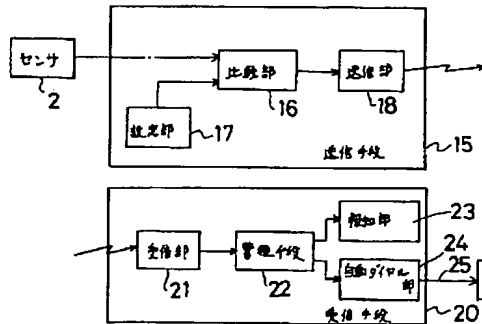 センサ
2
比較部
16
送信部
18
設定部
17
送信手段
15
受信部
21
警報手段
22
報知部
23
自動ダイヤル部
24
25
受信手段
20